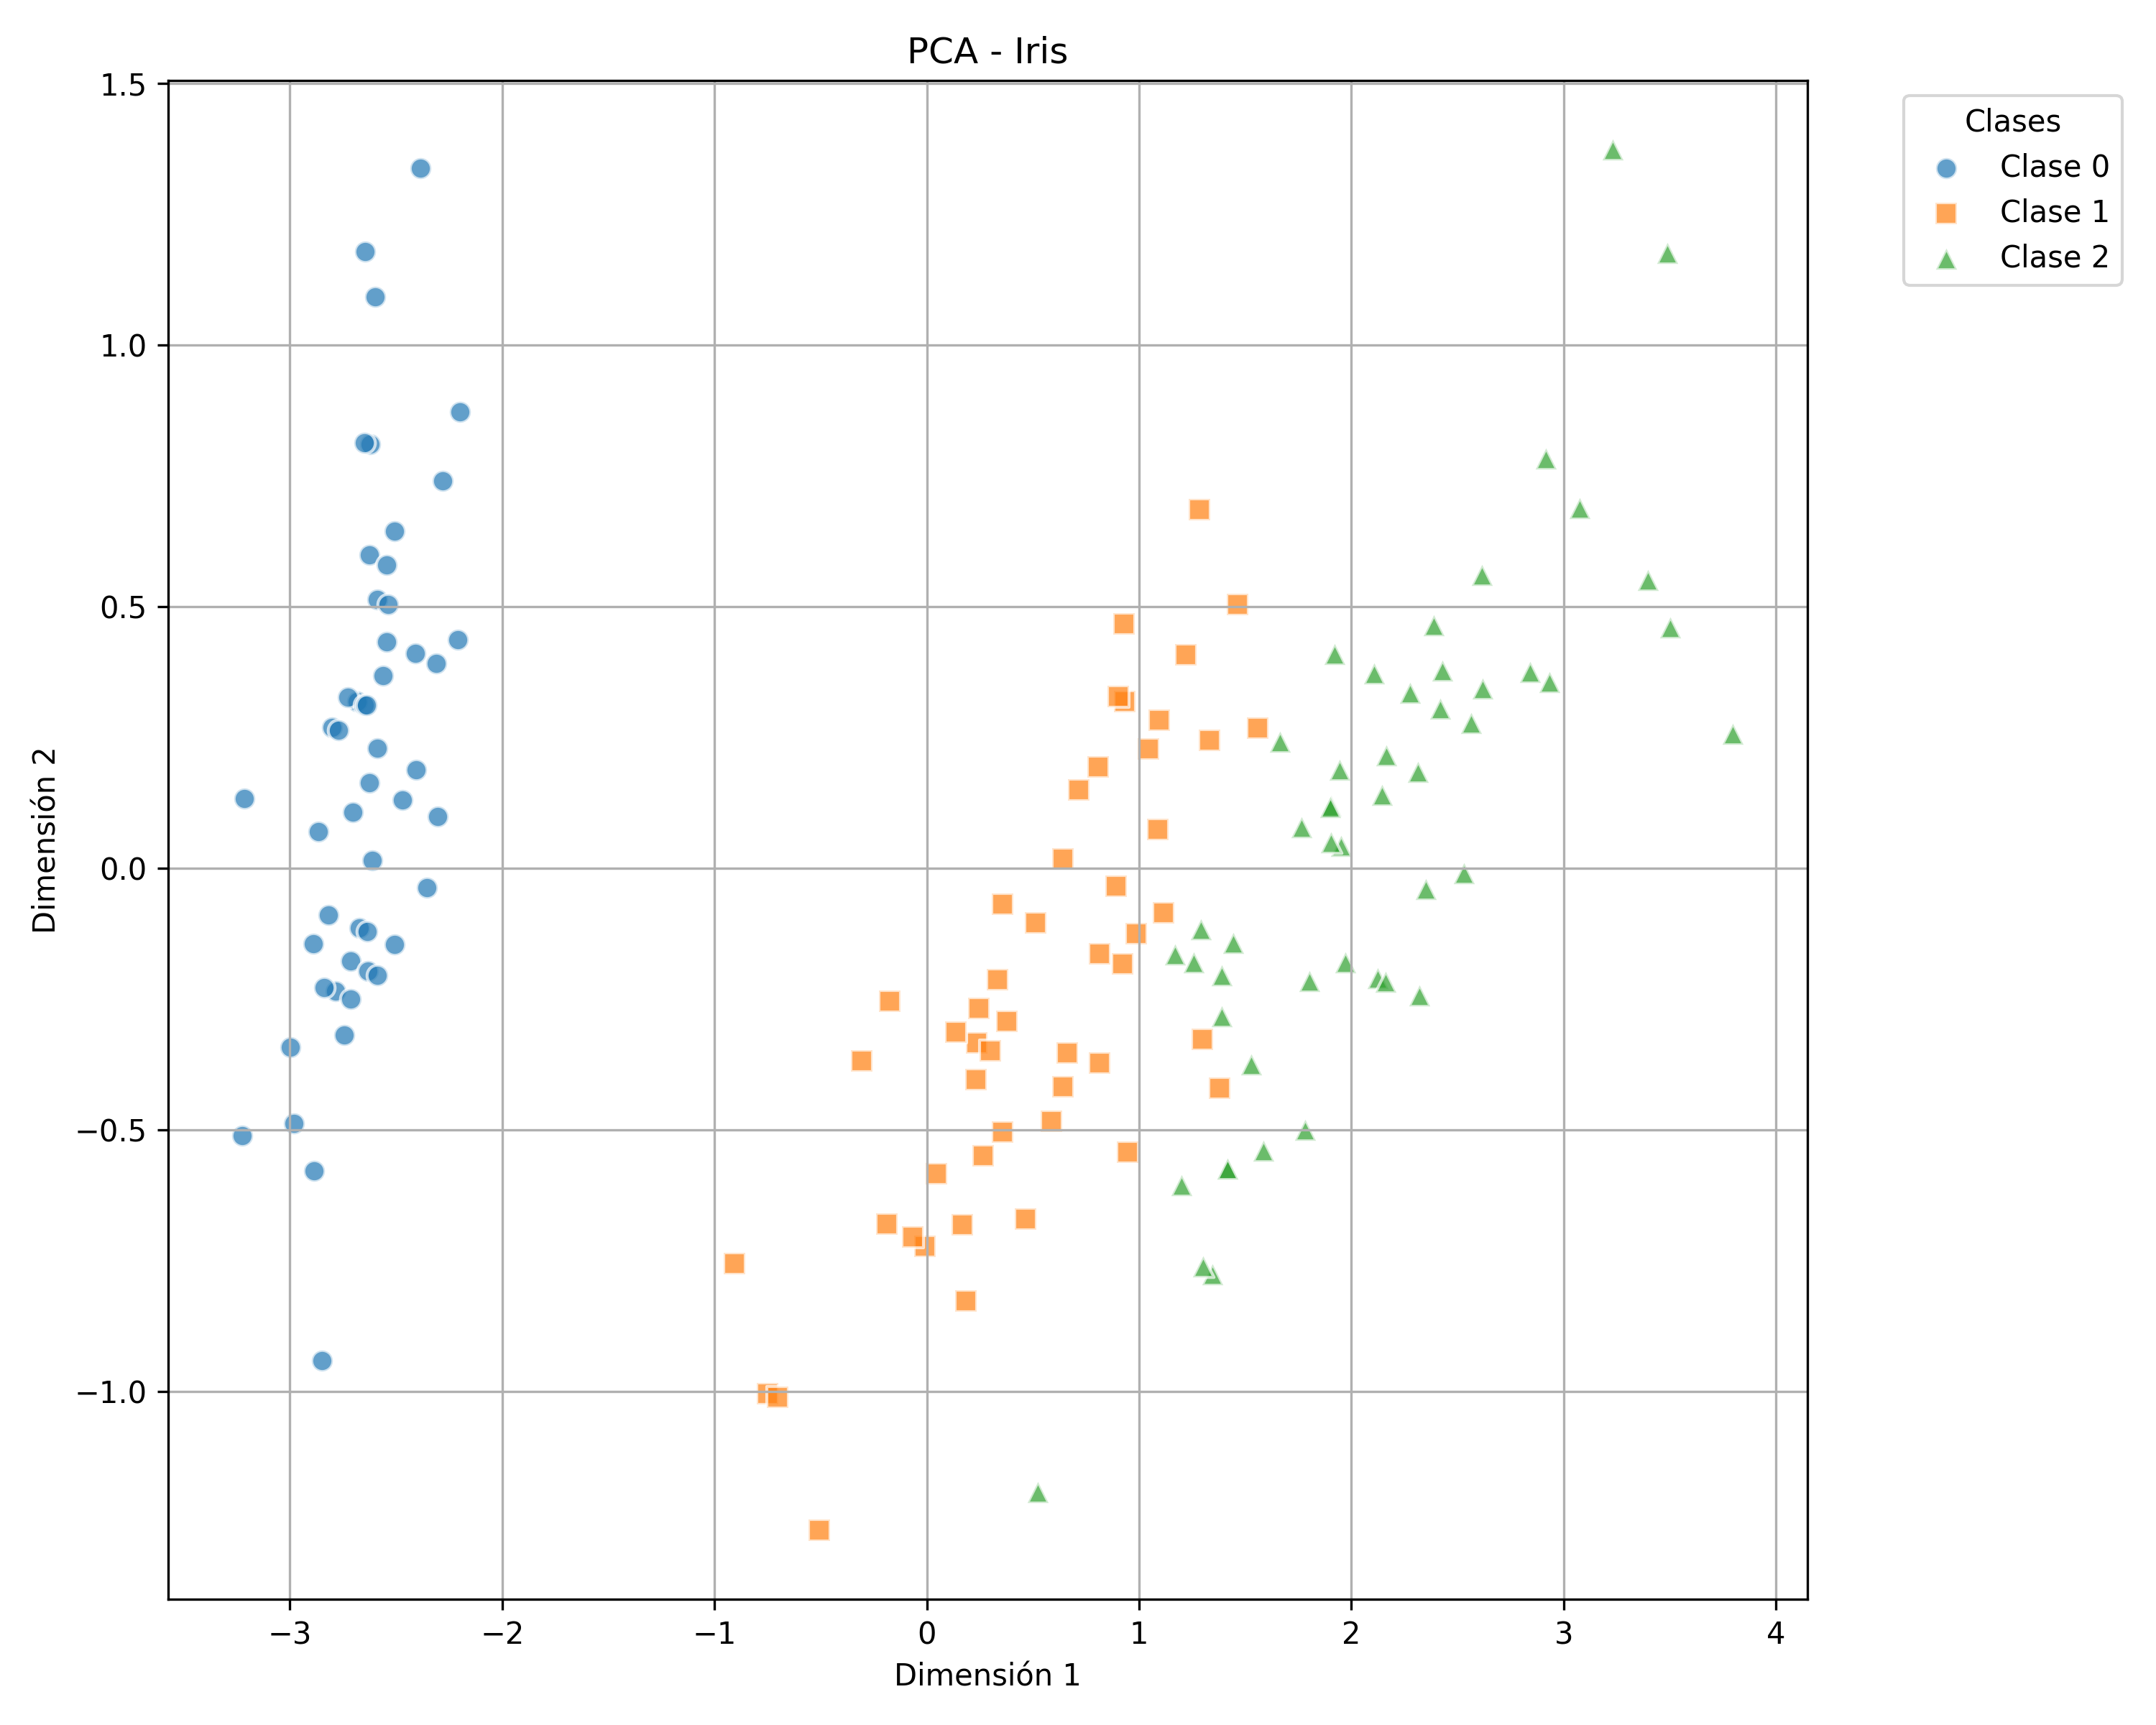 PCA - Iris
Clases
Clase 0
Clase 1
Clase 2
1.5
1.0
0.5
0.0
−0.5
−1.0
Dimensión 2
−3 −2 −1 0 1 2 3 4
Dimensión 1